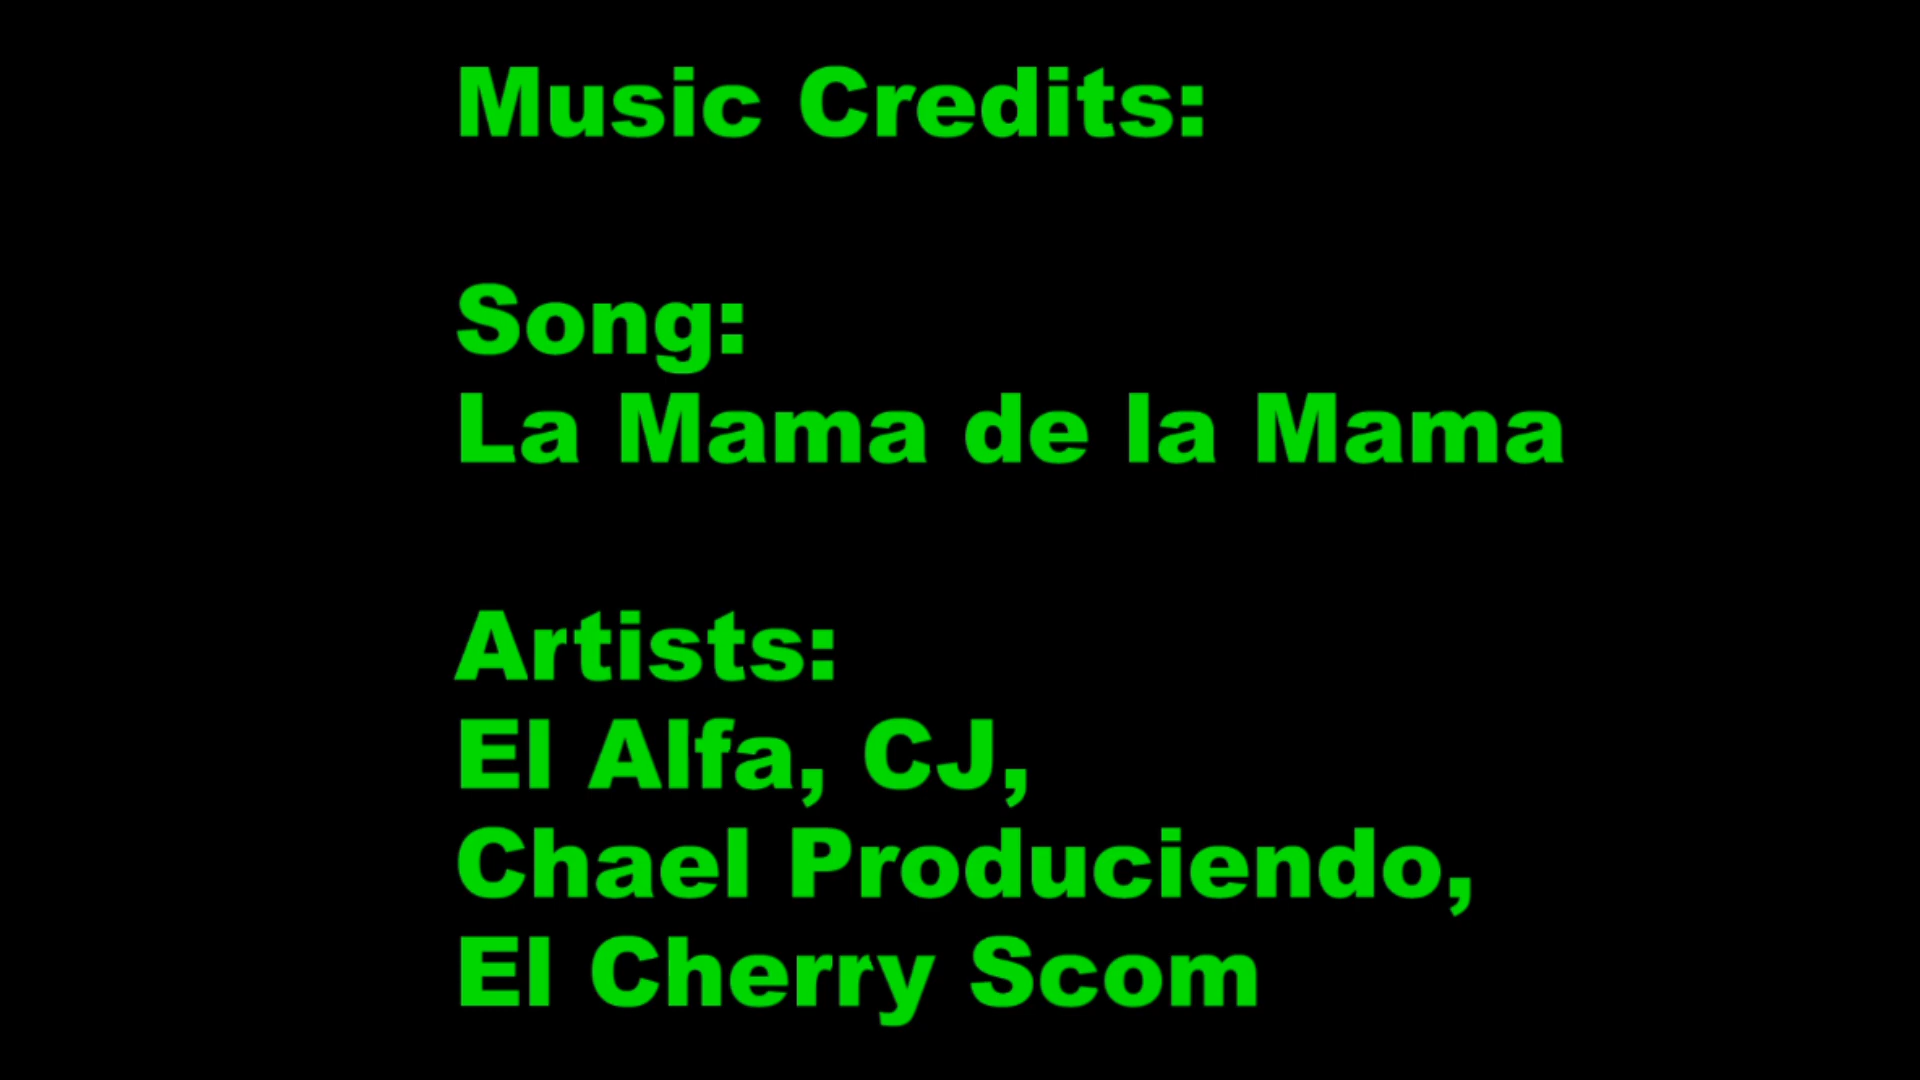 Music Credits:
Song:
La Mama de la Mama
Artists:
El Alfa, CJ,
Chael Produciendo,
El Cherry Scom